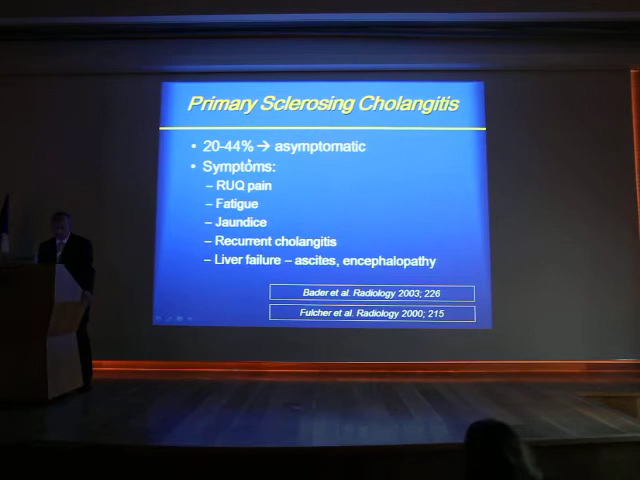 Primary Sclerosing Cholangitis
• 20-44% → asymptomatic
• Symptoms:
– RUQ pain
– Fatigue
– Jaundice
– Recurrent cholangitis
– Liver failure – ascites, encephalopathy
Bader et al. Radiology 2003; 226
Fulcher et al. Radiology 2000; 215